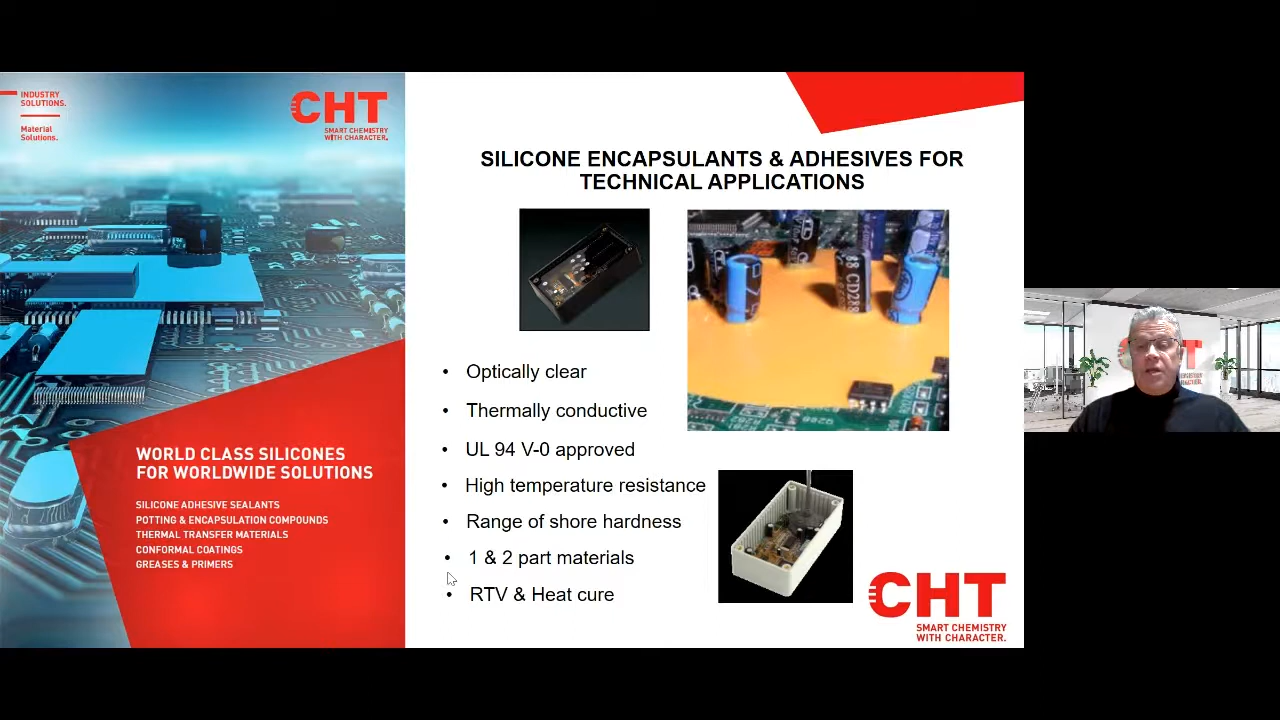 INDUSTRY
SOLUTIONS.
Material
Solutions.
CHT
SMART CHEMISTRY
WITH CHARACTER.
WORLD CLASS SILICONES
FOR WORLDWIDE SOLUTIONS
SILICONE ADHESIVE SEALANTS
POTTING & ENCAPSULATION COMPOUNDS
THERMAL TRANSFER MATERIALS
CONFORMAL COATINGS
GREASES & PRIMERS
SILICONE ENCAPSULANTS & ADHESIVES FOR
TECHNICAL APPLICATIONS
• Optically clear
• Thermally conductive
• UL 94 V-0 approved
• High temperature resistance
• Range of shore hardness
• 1 & 2 part materials
• RTV & Heat cure
CHT
SMART CHEMISTRY
WITH CHARACTER.